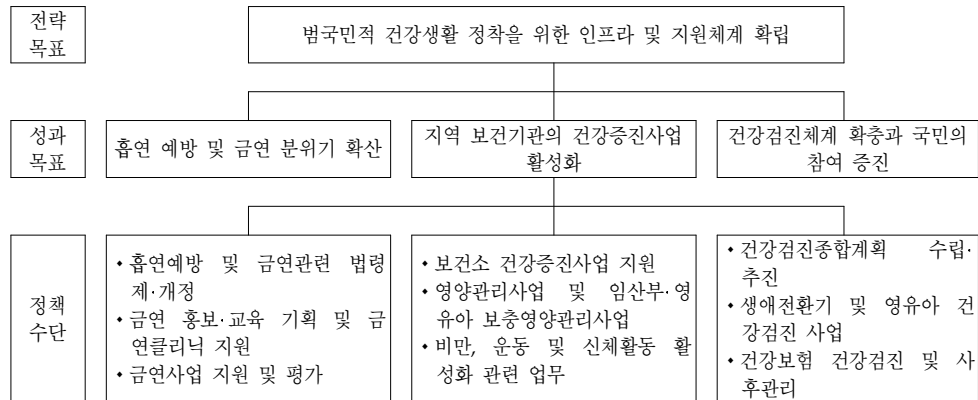 전략
목표
범국민적 건강생활 정착을 위한 인프라 및 지원체계 확립
성과
목표
흡연 예방 및 금연 분위기 확산
지역 보건기관의 건강증진사업
활성화
건강검진체계 확충과 국민의
참여 증진
정책
수단
• 흡연예방 및 금연관련 법령
제·개정
• 금연 홍보·교육 기획 및 금
연클리닉 지원
• 금연사업 지원 및 평가
• 보건소 건강증진사업 지원
• 영양관리사업 및 임산부·영
유아 보충영양관리사업
• 비만, 운동 및 신체활동 활
성화 관련 업무
• 건강검진종합계획 수립·
추진
• 생애전환기 및 영유아 건
강검진 사업
• 건강보험 건강검진 및 사
후관리